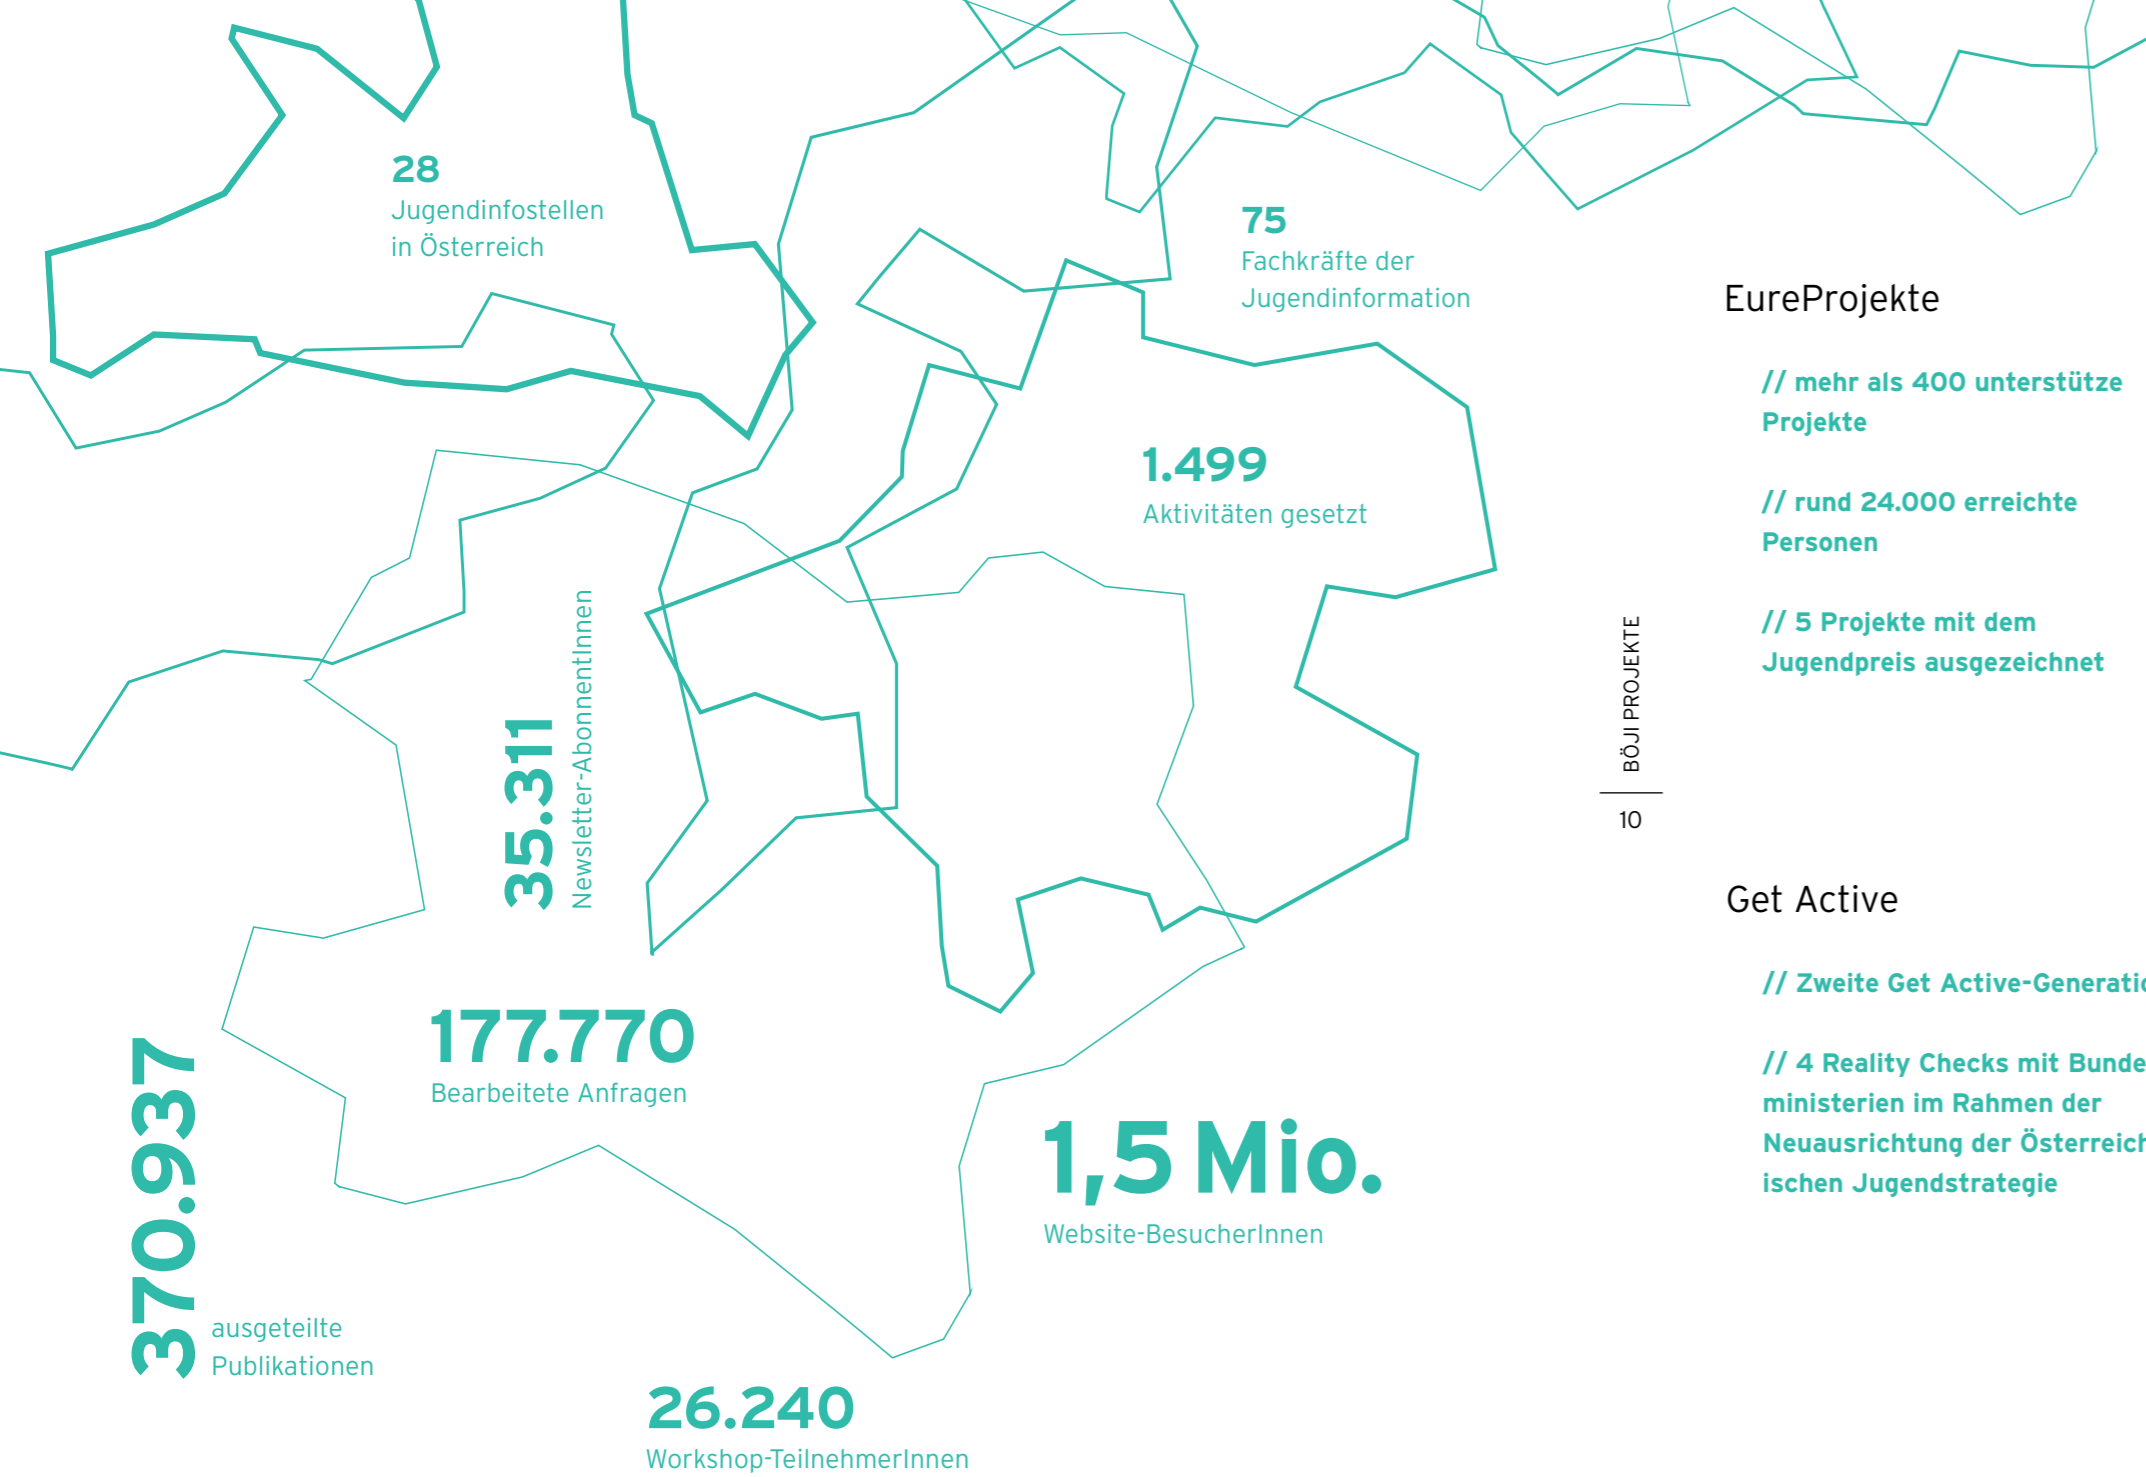 28
Jugendinfostellen
in Österreich
75
Fachkräfte der
Jugendinformation
1.499
Aktivitäten gesetzt
35.311
Newsletter-AbonnentInnen
177.770
Bearbeitete Anfragen
370.937
ausgeteilte
Publikationen
1,5 Mio.
Website-BesucherInnen
26.240
Workshop-TeilnehmerInnen
BÖJI PROJEKTE
10
EureProjekte
// mehr als 400 unterstütze
Projekte
// rund 24.000 erreichte
Personen
// 5 Projekte mit dem
Jugendpreis ausgezeichnet
Get Active
// Zweite Get Active-Generatio
// 4 Reality Checks mit Bunde
ministerien im Rahmen der
Neuausrichtung der Österreich
ischen Jugendstrategie